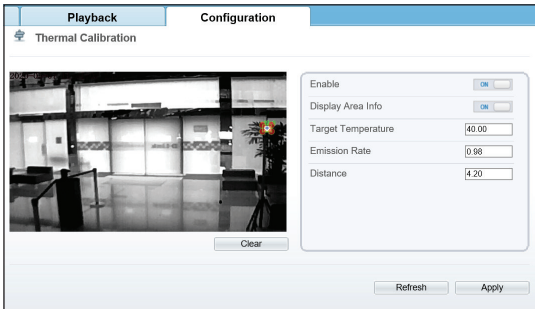 Playback
Configuration
Thermal Calibration
Enable
ON
Display Area Info
ON
Target Temperature
40.00
Emission Rate
0.98
Distance
4.20
Clear
Refresh
Apply